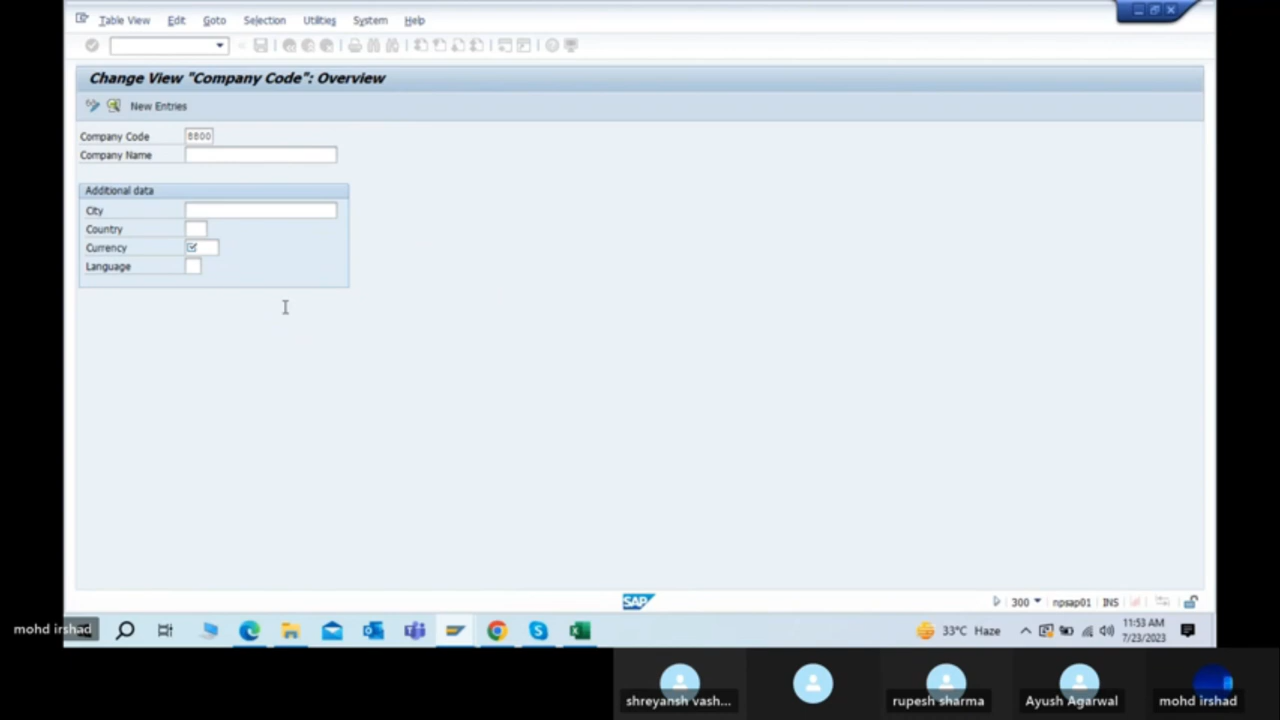 Table View Edit Goto Selection Utilities System Help
Change View "Company Code": Overview
New Entries
Company Code 8800
Company Name
Additional data
City
Country
Currency
Language
SAP
300 npsap01 INS
mohd irshad
33°C Haze
11:53 AM
7/23/2023
shreyansh vash...
rupesh sharma
Ayush Agarwal
mohd irshad